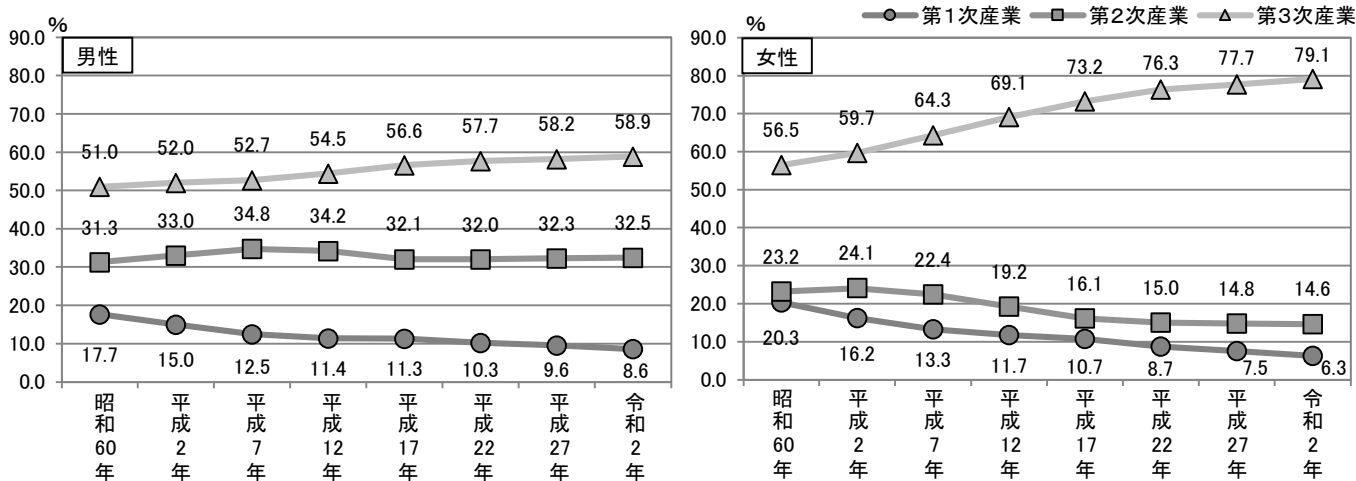 第1次産業 第2次産業 第3次産業
%
男性
90.0
80.0
70.0
60.0
50.0
40.0
30.0
20.0
10.0
0.0
51.0 52.0 52.7 54.5 56.6 57.7 58.2 58.9
31.3 33.0 34.8 34.2 32.1 32.0 32.3 32.5
17.7 15.0 12.5 11.4 11.3 10.3 9.6 8.6
昭和60年 平成2年 平成7年 平成12年 平成17年 平成22年 平成27年 令和2年
%
女性
90.0
80.0
70.0
60.0
50.0
40.0
30.0
20.0
10.0
0.0
56.5 59.7 64.3 69.1 73.2 76.3 77.7 79.1
23.2 24.1 22.4 19.2 16.1 15.0 14.8 14.6
20.3 16.2 13.3 11.7 10.7 8.7 7.5 6.3
昭和60年 平成2年 平成7年 平成12年 平成17年 平成22年 平成27年 令和2年